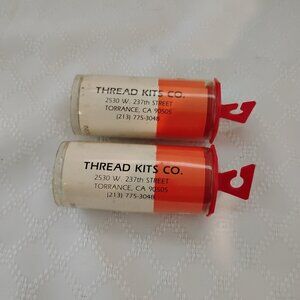 THREAD KITS CO.
2530 W. 237th STREET
TORRANCE, CA 90505
(213) 775-3048
THREAD KITS CO.
2530 W. 237th STREET
TORRANCE, CA 90505
(213) 775-3048